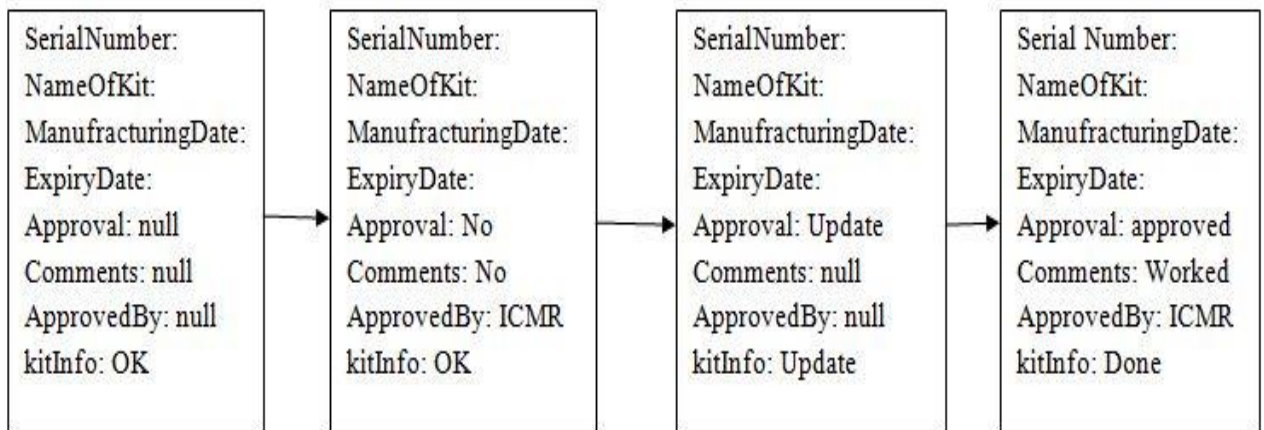 SerialNumber:
NameOfKit:
ManufracturingDate:
ExpiryDate:
Approval: null
Comments: null
ApprovedBy: null
kitInfo: OK
SerialNumber:
NameOfKit:
ManufracturingDate:
ExpiryDate:
Approval: No
Comments: No
ApprovedBy: ICMR
kitInfo: OK
SerialNumber:
NameOfKit:
ManufracturingDate:
ExpiryDate:
Approval: Update
Comments: null
ApprovedBy: null
kitInfo: Update
Serial Number:
NameOfKit:
ManufracturingDate:
ExpiryDate:
Approval: approved
Comments: Worked
ApprovedBy: ICMR
kitInfo: Done